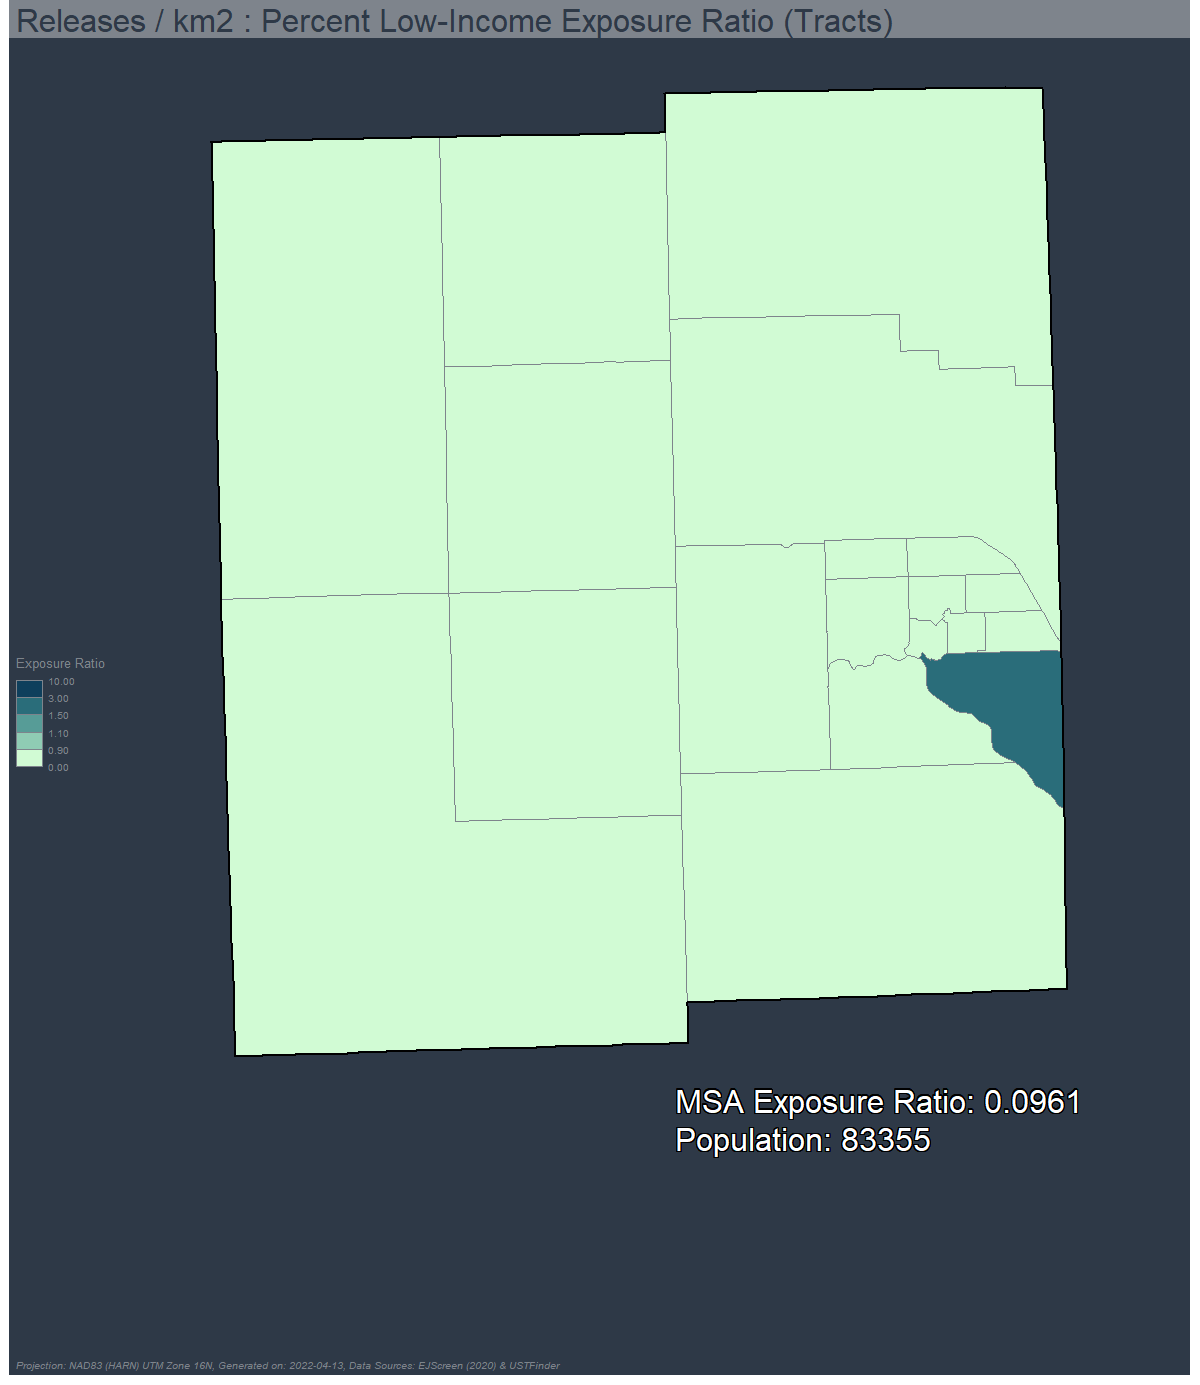 Releases / km2 : Percent Low-Income Exposure Ratio (Tracts)
Exposure Ratio
10.00
3.00
1.50
1.10
0.90
0.00
MSA Exposure Ratio: 0.0961
Population: 83355
Projection: NAD83 (HARN) UTM Zone 16N, Generated on: 2022-04-13, Data Sources: EJScreen (2020) & USTFinder